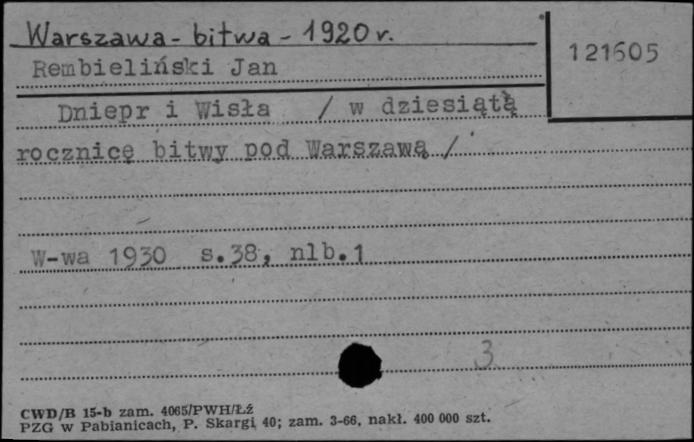 Warszawa - bitwa - 1920 r.
121605
Rembieliński Jan
Dniepr i Wisła / w dziesiątą
rocznicę bitwy pod Warszawą /
W-wa 1930 s.38, nlb.1
3
CWD/B 15-b zam. 4065/PWH/Łź
PZG w Pabianicach, P. Skargi 40; zam. 3-66, nakł. 400 000 szt.